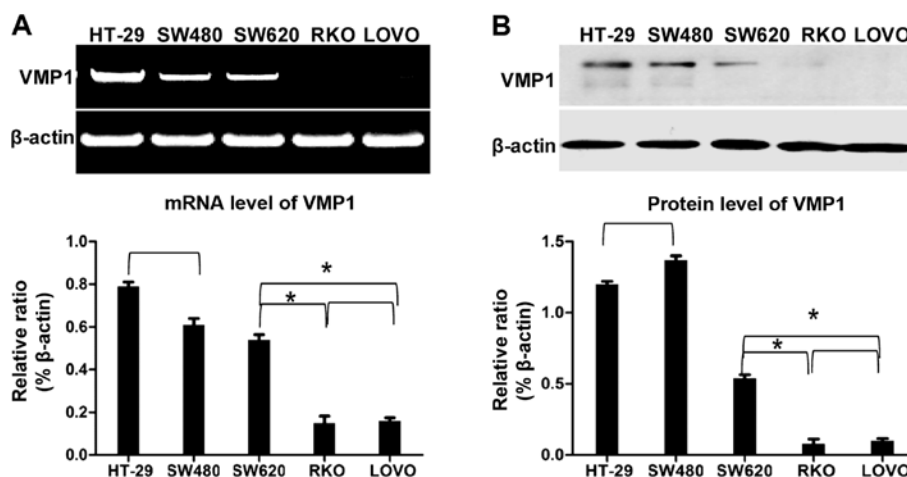 A
HT-29 SW480 SW620 RKO LOVO
VMP1
β-actin
mRNA level of VMP1
Relative ratio
(% β-actin)
1.0
0.8
0.6
0.4
0.2
0.0
*
*
HT-29 SW480 SW620 RKO LOVO
B
HT-29 SW480 SW620 RKO LOVO
VMP1
β-actin
Protein level of VMP1
Relative ratio
(% β-actin)
1.5
1.0
0.5
0.0
*
*
HT-29 SW480 SW620 RKO LOVO